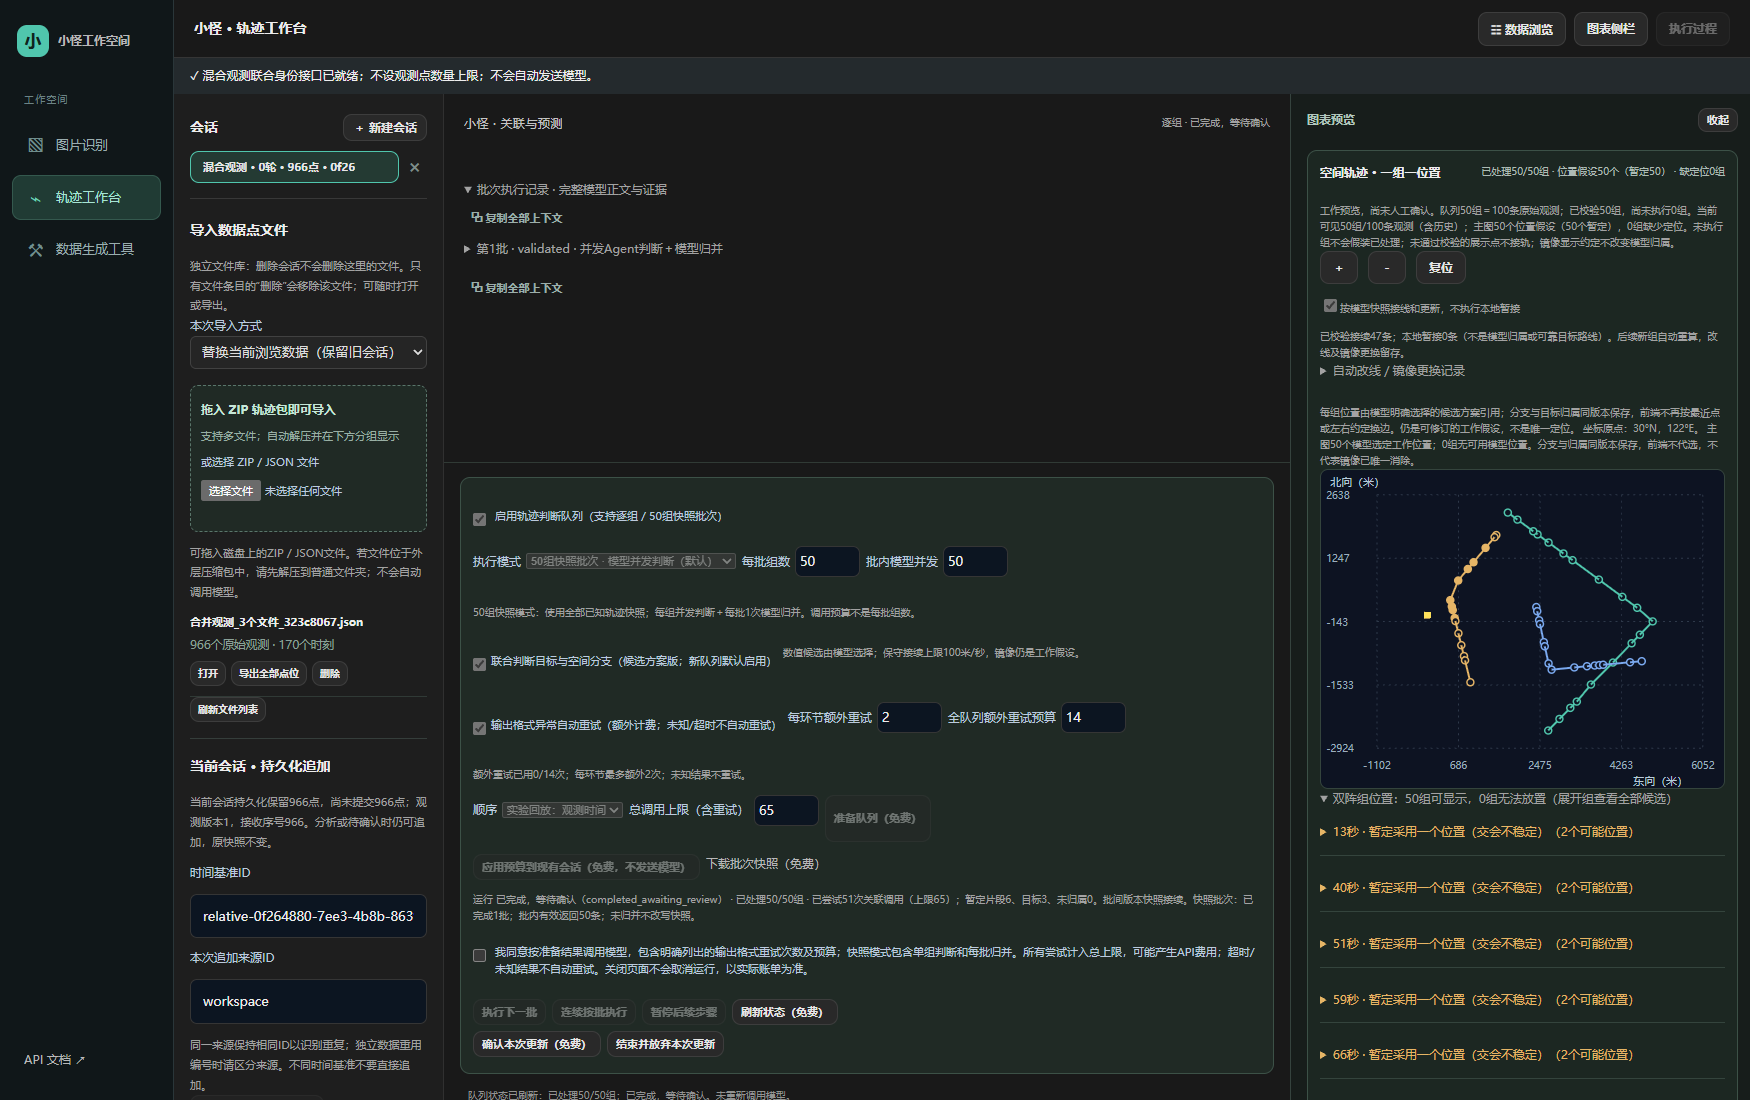 小 小怪工作空间
工作空间
图片识别
轨迹工作台
数据生成工具
API 文档 ↗
小怪 • 轨迹工作台
数据浏览
图表侧栏
执行过程
✓ 混合观测联合身份接口已就绪；不设观测点数量上限；不会自动发送模型。
会话
+ 新建会话
混合观测 • 0轮 • 966点 • 0f26 ✕
导入数据点文件
独立文件库：删除会话不会删除这里的文件。只
有文件条目的“删除”会移除该文件；可随时打开
或导出。
本次导入方式
替换当前浏览数据（保留旧会话）
拖入 ZIP 轨迹包即可导入
支持多文件；自动解压并在下方分组显示
或选择 ZIP / JSON 文件
选择文件 未选择任何文件
可拖入磁盘上的ZIP / JSON文件。若文件位于外
层压缩包中，请先解压到普通文件夹；不会自动
调用模型。
合并观测_3个文件_323c8067.json
966个原始观测 · 170个时刻
打开 导出全部点位 删除
刷新文件列表
当前会话 • 持久化追加
当前会话持久化保留966点，尚未提交966点；观
测版本1，接收序号966。分析或待确认时仍可追
加，原快照不变。
时间基准ID
relative-0f264880-7ee3-4b8b-863
本次追加来源ID
workspace
同一来源保持相同ID以识别重复；独立数据重用
编号时请区分来源。不同时间基准不要直接追
加。
小怪 · 关联与预测
逐组 · 已完成，等待确认
▼ 批次执行记录 · 完整模型正文与证据
复制全部上下文
▶ 第1批 · validated · 并发Agent判断＋模型归并
复制全部上下文
启用轨迹判断队列（支持逐组 / 50组快照批次）
执行模式 50组快照批次 · 模型并发判断（默认） 每批组数 50 批内模型并发 50
50组快照模式：使用全部已知轨迹快照；每组并发判断＋每批1次模型归并。调用预算不是每批组数。
联合判断目标与空间分支（候选方案版；新队列默认启用） 数值候选由模型选择；保守接续上限100米/秒，镜像仍是工作假设。
输出格式异常自动重试（额外计费；未知/超时不自动重试） 每环节额外重试 2 全队列额外重试预算 14
额外重试已用0/14次；每环节最多额外2次；未知结果不重试。
顺序 实验回放：观测时间 总调用上限（含重试） 65 准备队列（免费）
应用预算到现有会话（免费，不发送模型） 下载批次快照（免费）
运行 已完成，等待确认（completed_awaiting_review） · 已处理50/50组 · 已尝试51次关联调用（上限65）；暂定片段6、目标3、未归属0。批间版本快照接续。快照批次：已
完成1批；批内有效返回50条；未归并不改写快照。
我同意按准备结果调用模型，包含明确列出的输出格式重试次数及预算；快照模式包含单组判断和每批归并。所有尝试计入总上限，可能产生API费用；超时/
未知结果不自动重试。关闭页面不会取消运行，以实际账单为准。
执行下一批 连续按批执行 暂停后续步骤 刷新状态（免费）
确认本次更新（免费） 结束并放弃本次更新
队列状态已刷新：已处理50/50组；已完成，等待确认。未重新调用模型。
图表预览
收起
空间轨迹 • 一组一位置 已处理50/50组 · 位置假设50个（暂定50） · 缺定位0组
工作预览，尚未人工确认。队列50组＝100条原始观测；已校验50组，尚未执行0组。当前
可见50组/100条观测（含历史）；主图50个位置假设（50个暂定），0组缺少定位。未执行
组不会假装已处理；未通过校验的展示点不接轨；镜像显示约定不改变模型归属。
+ - 复位
按模型快照接线和更新，不执行本地暂接
已校验接续47条；本地暂接0条（不是模型归属或可靠目标路线）。后续新组自动重算，改
线及镜像更换留存。
▶ 自动改线 / 镜像更换记录
每组位置由模型明确选择的候选方案引用；分支与目标归属同版本保存，前端不再按最近点
或左右约定换边。仍是可修订的工作假设，不是唯一定位。 坐标原点：30°N，122°E。 主
图50个模型选定工作位置；0组无可用模型位置。分支与归属同版本保存，前端不代选，不
代表镜像已唯一消除。
北向（米）
2638
1247
-143
-1533
-2924
-1102 686 2475 4263 6052
东向（米）
▼ 双阵组位置：50组可显示，0组无法放置（展开组查看全部候选）
▶ 13秒 · 暂定采用一个位置（交会不稳定）（2个可能位置）
▶ 40秒 · 暂定采用一个位置（交会不稳定）（2个可能位置）
▶ 51秒 · 暂定采用一个位置（交会不稳定）（2个可能位置）
▶ 59秒 · 暂定采用一个位置（交会不稳定）（2个可能位置）
▶ 66秒 · 暂定采用一个位置（交会不稳定）（2个可能位置）